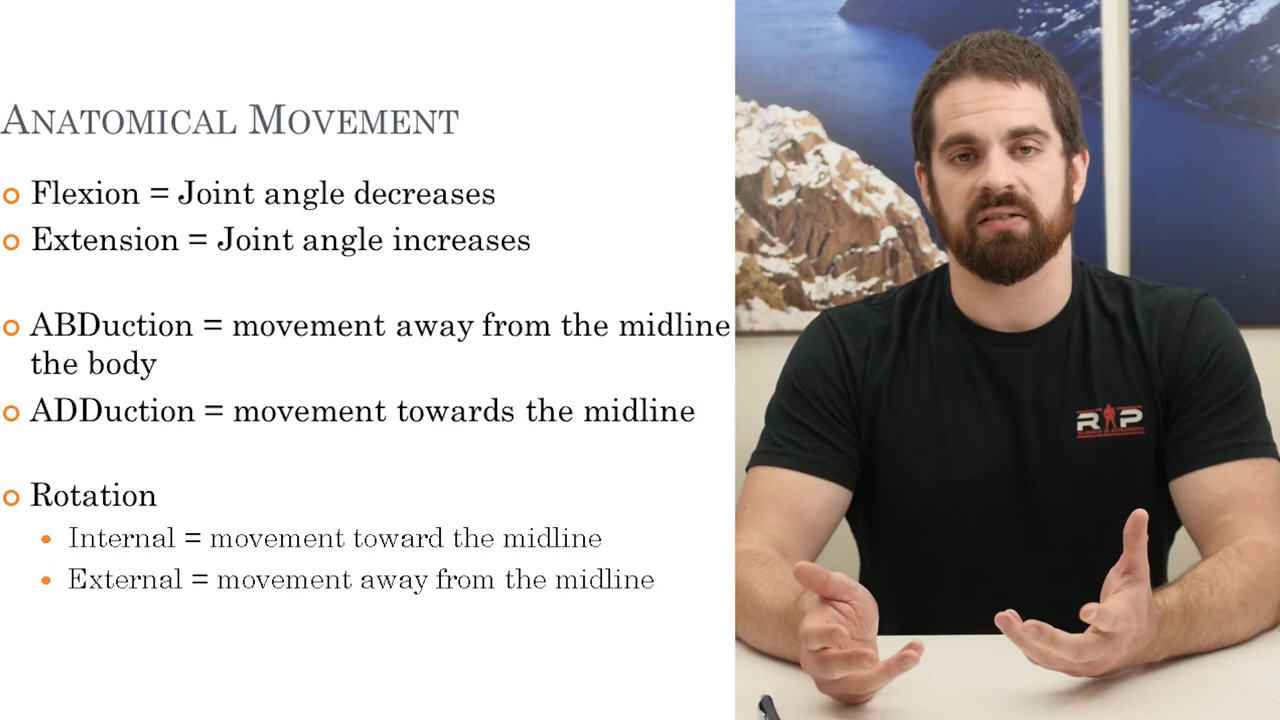 ANATOMICAL MOVEMENT
Flexion = Joint angle decreases
Extension = Joint angle increases
ABDuction = movement away from the midline
the body
ADDuction = movement towards the midline
Rotation
Internal = movement toward the midline
External = movement away from the midline
R P